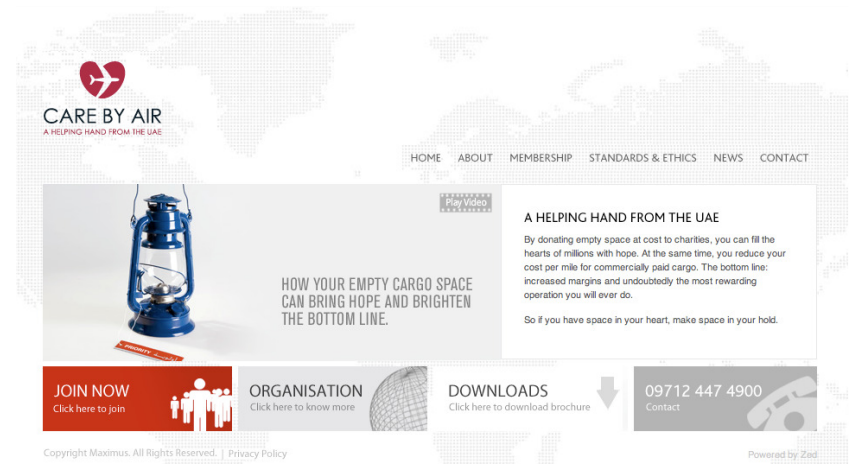 CARE BY AIR
A HELPING HAND FROM THE UAE
HOME ABOUT MEMBERSHIP STANDARDS & ETHICS NEWS CONTACT
Play Video
HOW YOUR EMPTY CARGO SPACE
CAN BRING HOPE AND BRIGHTEN
THE BOTTOM LINE.
PRIORITY أولوية
A HELPING HAND FROM THE UAE
By donating empty space at cost to charities, you can fill the
hearts of millions with hope. At the same time, you reduce your
cost per mile for commercially paid cargo. The bottom line:
increased margins and undoubtedly the most rewarding
operation you will ever do.
So if you have space in your heart, make space in your hold.
JOIN NOW
Click here to join
ORGANISATION
Click here to know more
DOWNLOADS
Click here to download brochure
09712 447 4900
Contact
Copyright Maximus. All Rights Reserved. | Privacy Policy
Powered by Zed